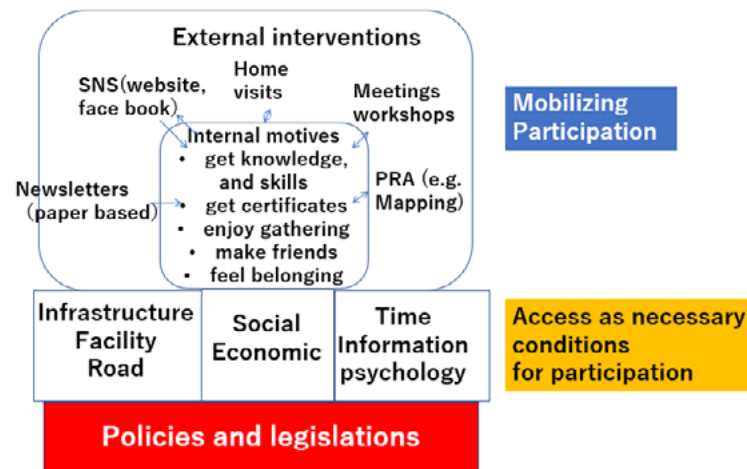 External interventions
SNS(website,
face book)
Home
visits
Meetings
workshops
Internal motives
• get knowledge,
and skills
• get certificates
• enjoy gathering
• make friends
• feel belonging
Newsletters
(paper based)
PRA (e.g.
Mapping)
Mobilizing
Participation
Infrastructure
Facility
Road
Social
Economic
Time
Information
psychology
Access as necessary
conditions
for participation
Policies and legislations